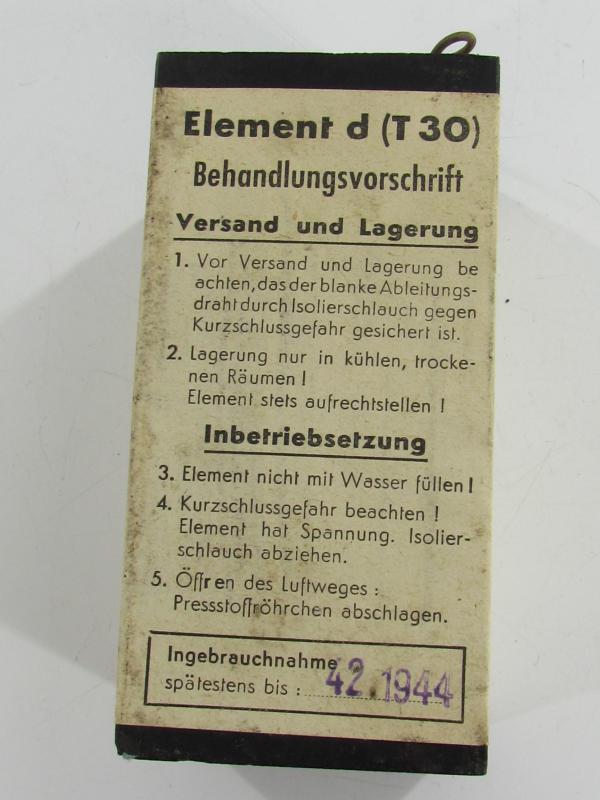 Element d (T 30)
Behandlungsvorschrift
Versand und Lagerung
1. Vor Versand und Lagerung be
achten, das der blanke Ableitungs-
draht durch Isolierschlauch gegen
Kurzschlussgefahr gesichert ist.
2. Lagerung nur in kühlen, trocke-
nen Räumen!
Element stets aufrechtstellen!
Inbetriebsetzung
3. Element nicht mit Wasser füllen!
4. Kurzschlussgefahr beachten!
Element hat Spannung. Isolier-
schlauch abziehen.
5. Öffren des Luftweges:
Pressstoffröhrchen abschlagen.
Ingebrauchnahme
spätestens bis: 42.1944